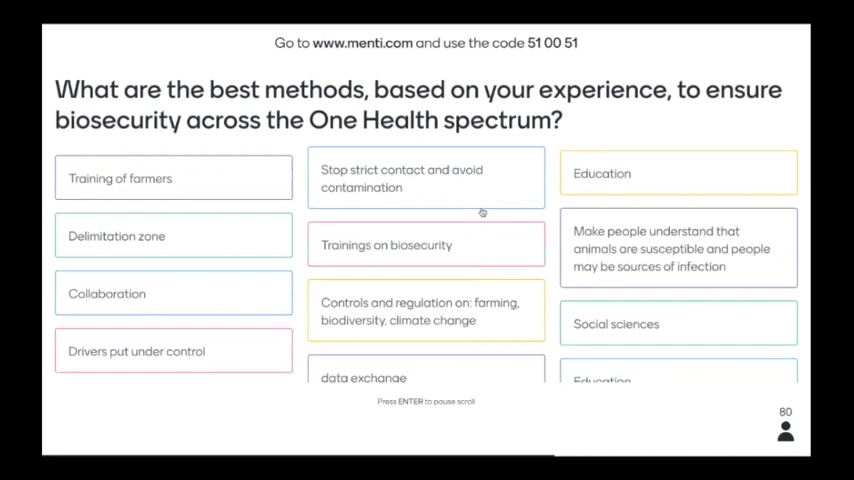 Go to www.menti.com and use the code 51 00 51
What are the best methods, based on your experience, to ensure
biosecurity across the One Health spectrum?
Training of farmers
Delimitation zone
Collaboration
Drivers put under control
Stop strict contact and avoid
contamination
Trainings on biosecurity
Controls and regulation on: farming,
biodiversity, climate change
data exchange
Education
Make people understand that
animals are susceptible and people
may be sources of infection
Social sciences
Education
Press ENTER to pause scroll
80